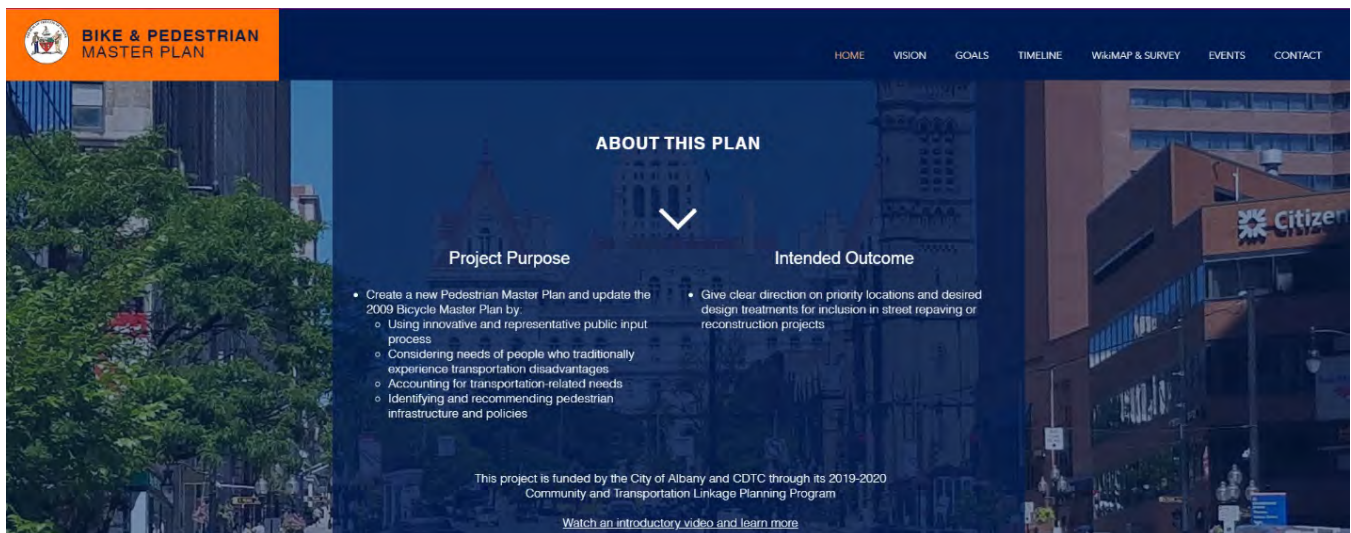 BIKE & PEDESTRIAN
MASTER PLAN
HOME VISION GOALS TIMELINE WikiMAP & SURVEY EVENTS CONTACT
ABOUT THIS PLAN
Project Purpose
• Create a new Pedestrian Master Plan and update the
2009 Bicycle Master Plan by:
○ Using innovative and representative public input
process
○ Considering needs of people who traditionally
experience transportation disadvantages
○ Accounting for transportation-related needs
○ Identifying and recommending pedestrian
infrastructure and policies
Intended Outcome
• Give clear direction on priority locations and desired
design treatments for inclusion in street repaving or
reconstruction projects
Citizen
This project is funded by the City of Albany and CDTC through its 2019-2020
Community and Transportation Linkage Planning Program
Watch an introductory video and learn more